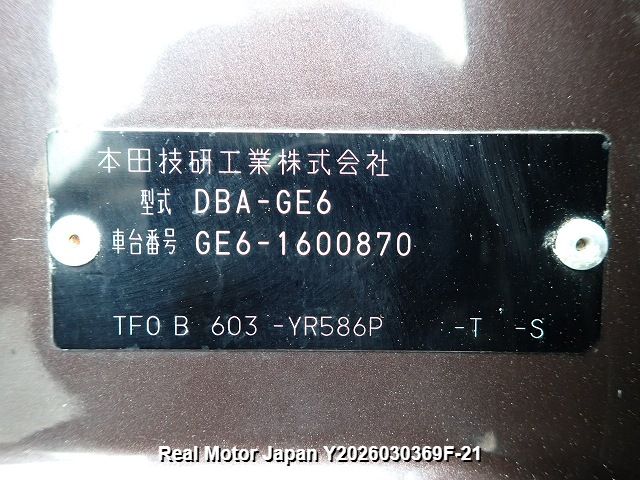 本田技研工業株式会社
型式 DBA-GE6
車台番号 GE6-1600870
TF0 B 603 -YR586P -T -S
Real Motor Japan Y2026030369F-21